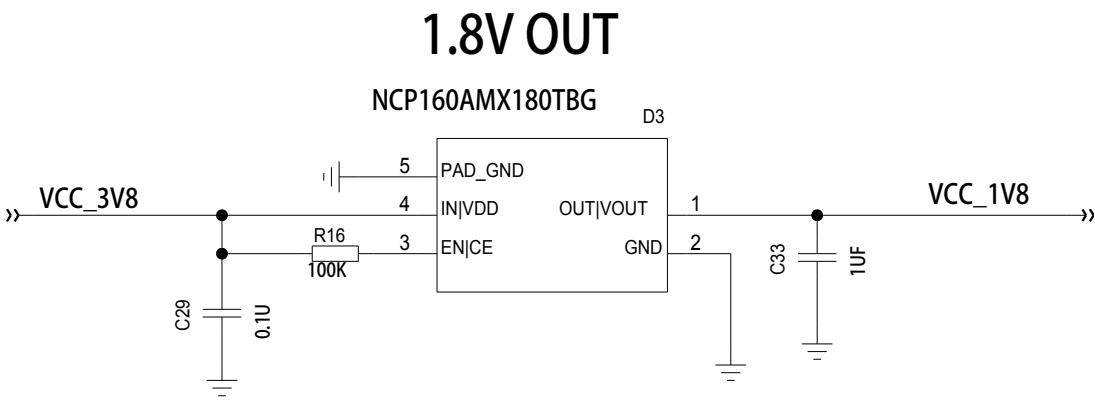 1.8V OUT
NCP160AMX180TBG
D3
5 PAD_GND
VCC_3V8 4 IN|VDD OUT|VOUT 1 VCC_1V8
R16 3 EN|CE GND 2
100K
C33 1UF
C29 0.1U